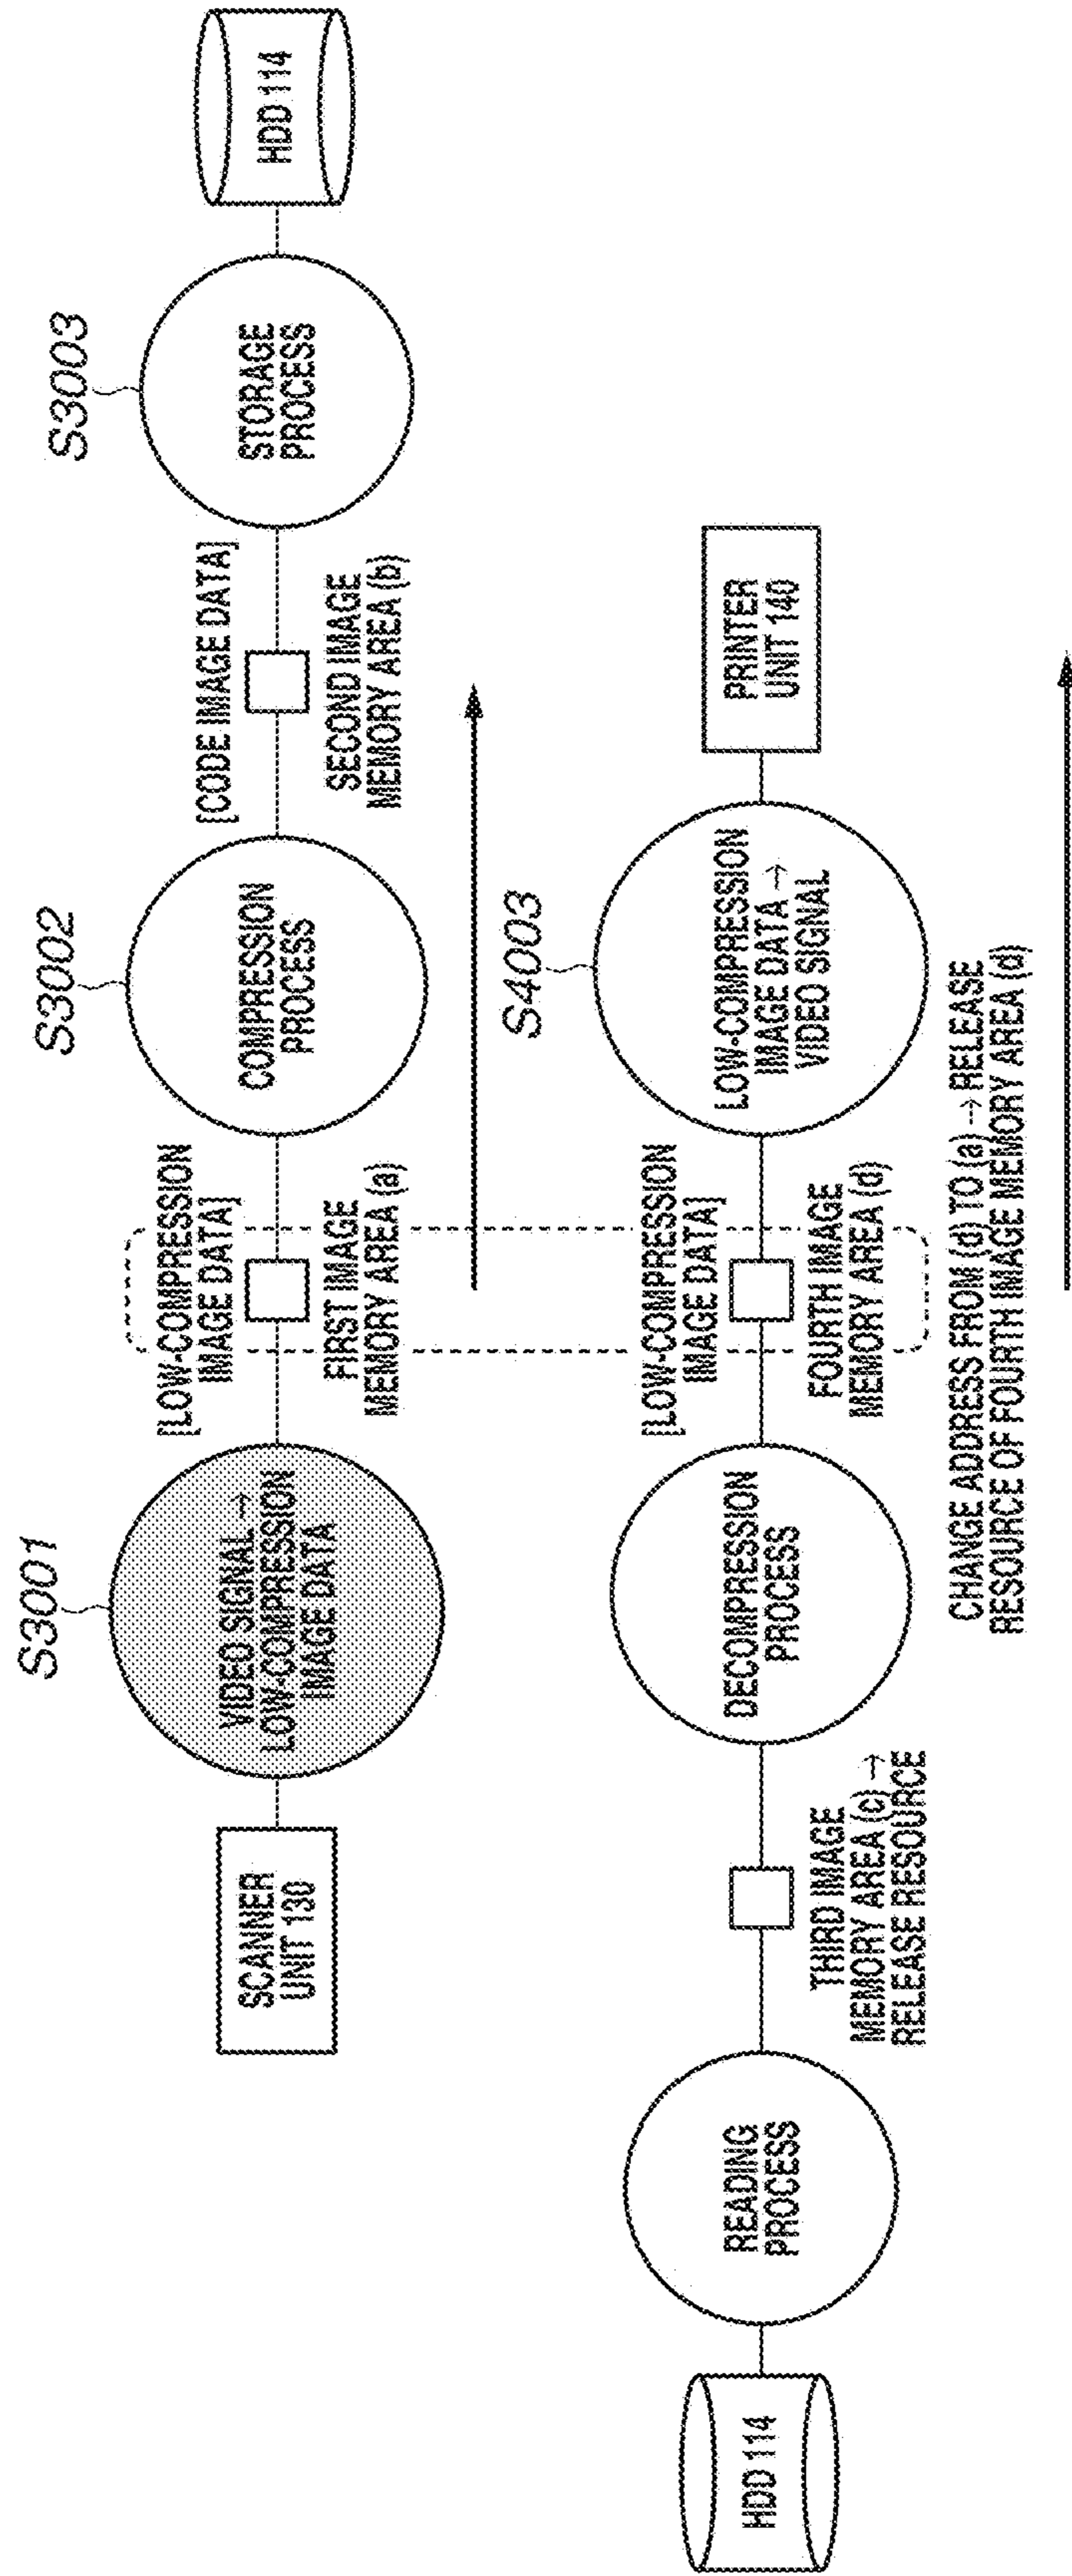 S3001
S3002
S3003
SCANNER
UNIT 130
VIDEO SIGNAL →
LOW-COMPRESSION
IMAGE DATA
[LOW-COMPRESSION
IMAGE DATA]
FIRST IMAGE
MEMORY AREA (a)
COMPRESSION
PROCESS
[CODE IMAGE DATA]
SECOND IMAGE
MEMORY AREA (b)
STORAGE
PROCESS
HDD 114
S4003
HDD 114
READING
PROCESS
THIRD IMAGE
MEMORY AREA (c) →
RELEASE RESOURCE
DECOMPRESSION
PROCESS
[LOW-COMPRESSION
IMAGE DATA]
FOURTH IMAGE
MEMORY AREA (d)
LOW-COMPRESSION
IMAGE DATA →
VIDEO SIGNAL
PRINTER
UNIT 140
CHANGE ADDRESS FROM (d) TO (a) → RELEASE
RESOURCE OF FOURTH IMAGE MEMORY AREA (d)